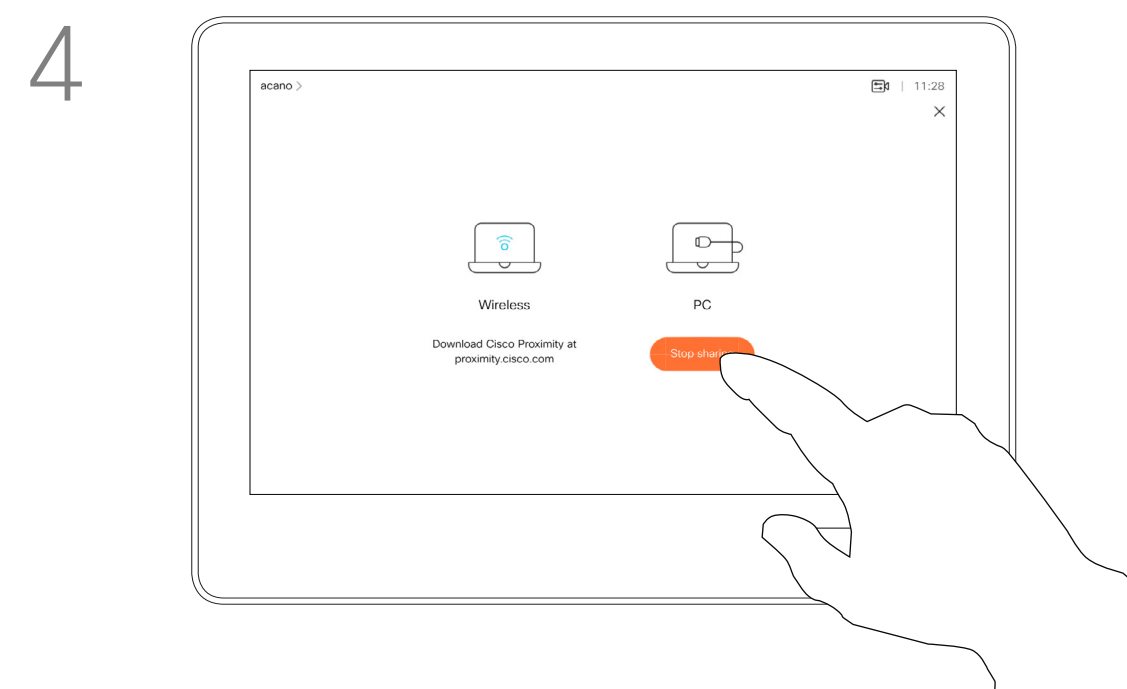 4
acano >
11:28
Wireless
PC
Download Cisco Proximity at
proximity.cisco.com
Stop